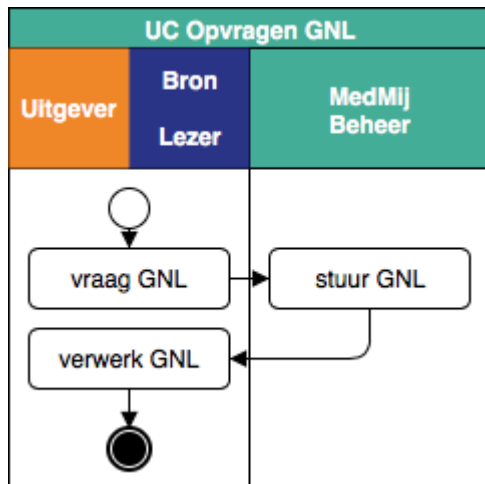 UC Opvragen GNL
Uitgever
Bron
Lezer
MedMij
Beheer
vraag GNL
stuur GNL
verwerk GNL